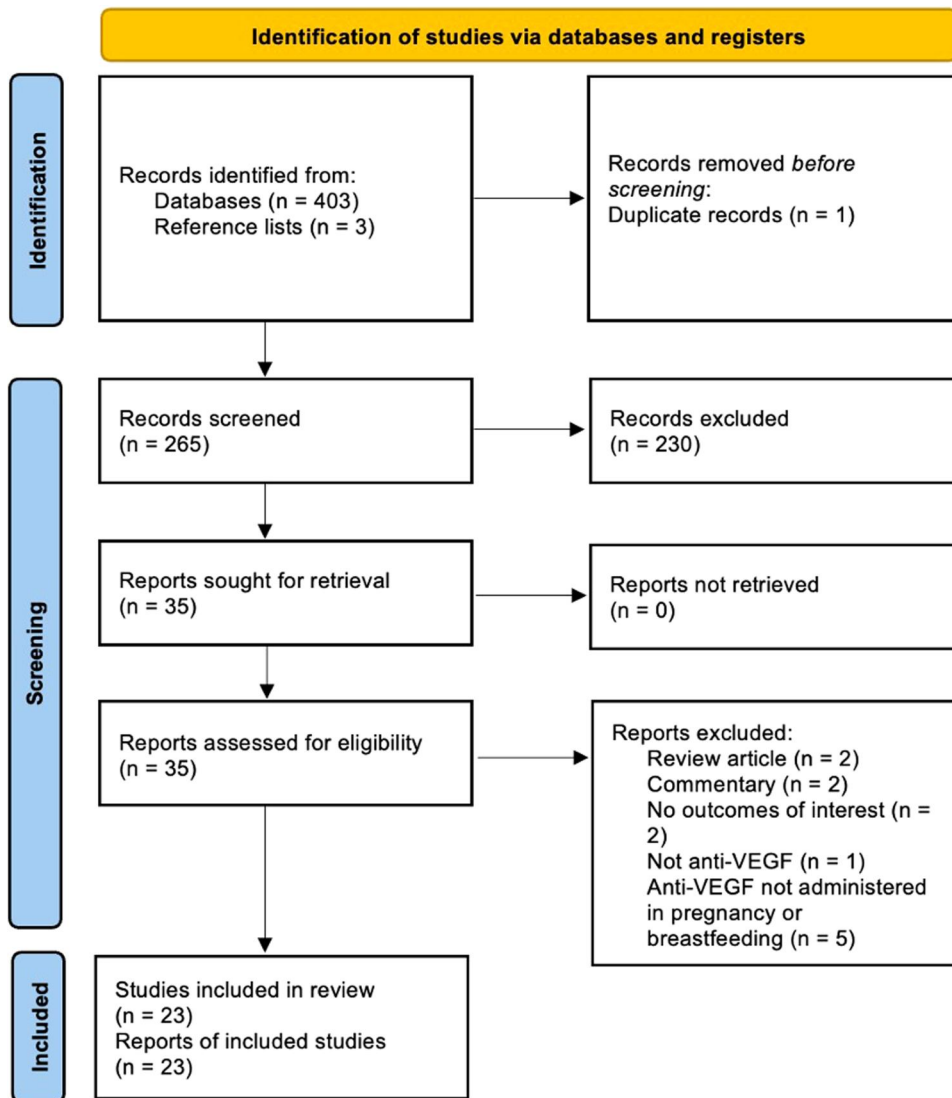 Identification of studies via databases and registers
Identification
Records identified from:
Databases (n = 403)
Reference lists (n = 3)
Records removed before
screening:
Duplicate records (n = 1)
Screening
Records screened
(n = 265)
Records excluded
(n = 230)
Reports sought for retrieval
(n = 35)
Reports not retrieved
(n = 0)
Reports assessed for eligibility
(n = 35)
Reports excluded:
Review article (n = 2)
Commentary (n = 2)
No outcomes of interest (n =
2)
Not anti-VEGF (n = 1)
Anti-VEGF not administered
in pregnancy or
breastfeeding (n = 5)
Included
Studies included in review
(n = 23)
Reports of included studies
(n = 23)